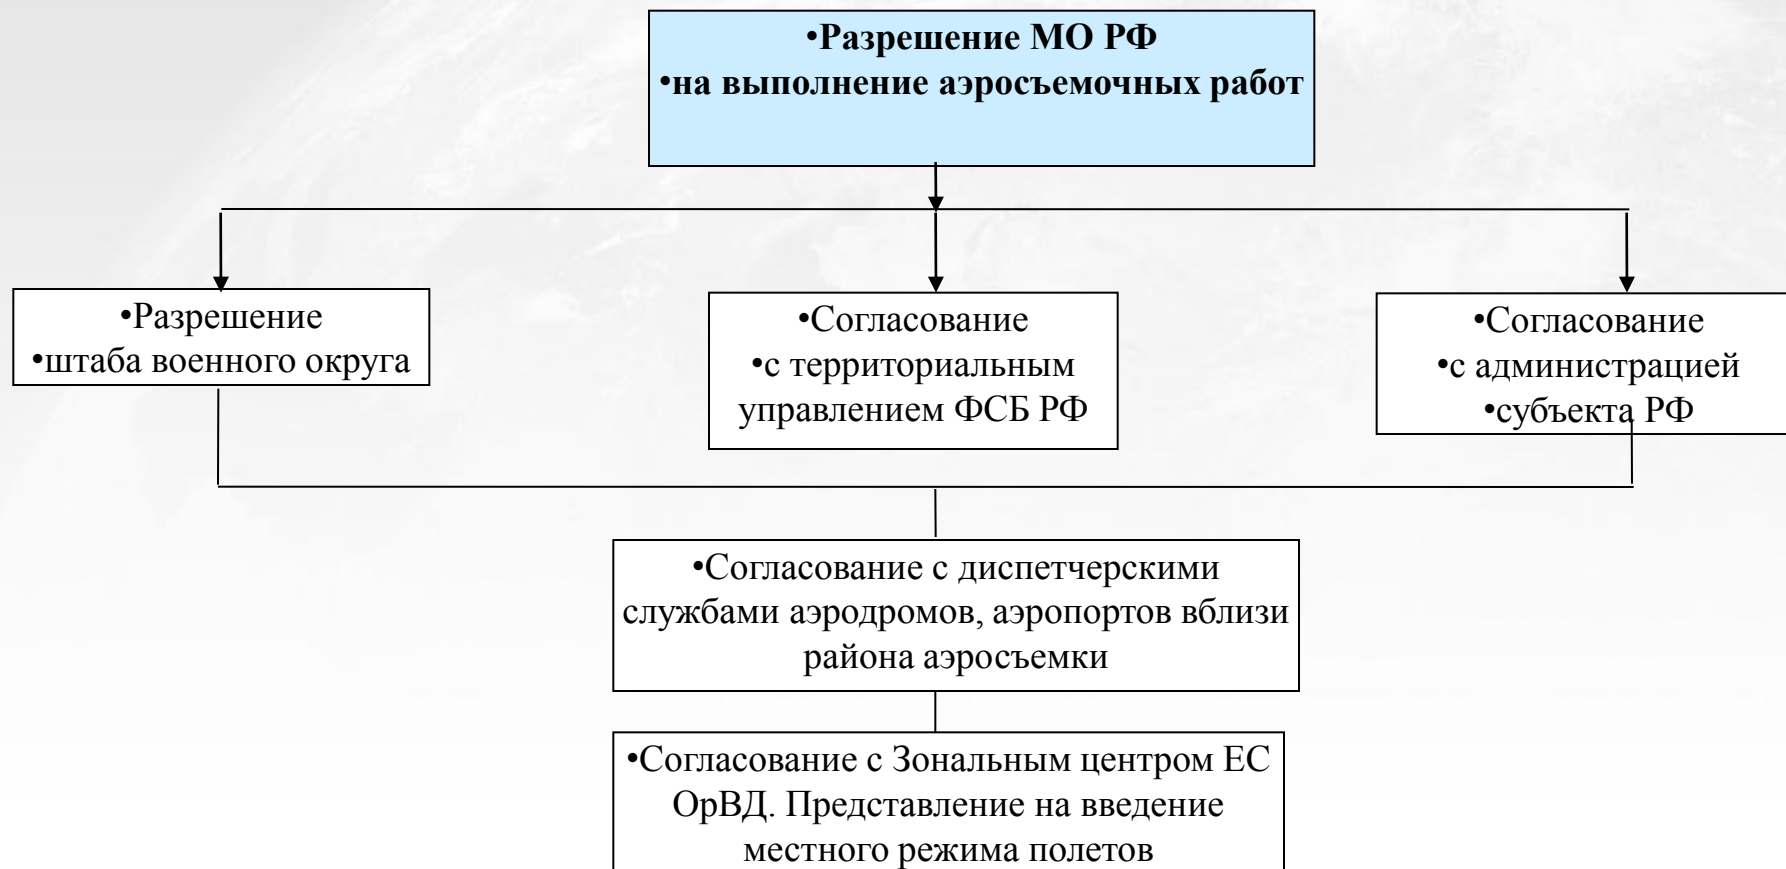 •Разрешение МО РФ
•на выполнение аэросъемочных работ
•Разрешение
•штаба военного округа
•Согласование
•с территориальным
управлением ФСБ РФ
•Согласование
•с администрацией
•субъекта РФ
•Согласование с диспетчерскими
службами аэродромов, аэропортов вблизи
района аэросъемки
•Согласование с Зональным центром ЕС
ОрВД. Представление на введение
местного режима полетов